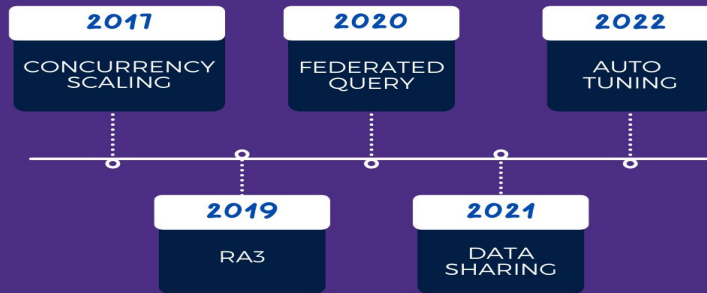 2017
CONCURRENCY
SCALING
2019
RA3
2020
FEDERATED
QUERY
2021
DATA
SHARING
2022
AUTO
TUNING